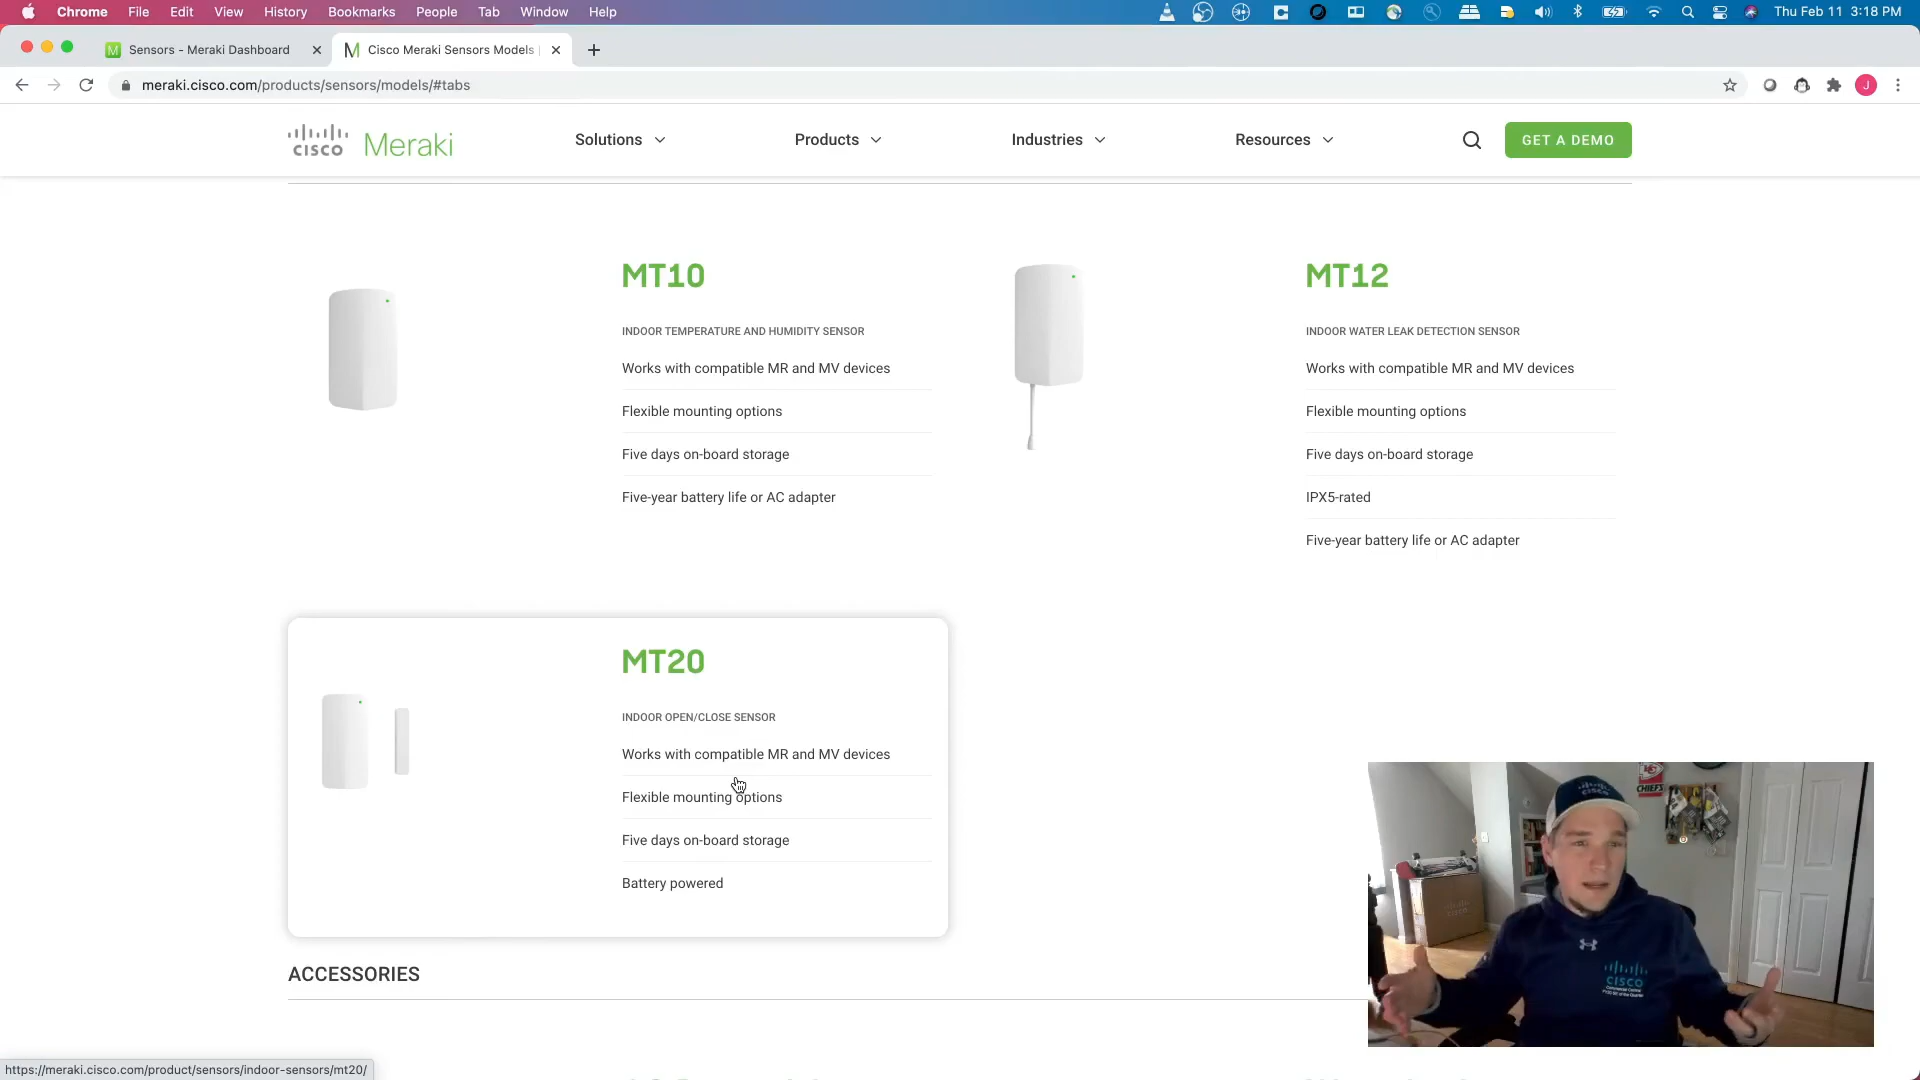 Chrome File Edit View History Bookmarks People Tab Window Help Thu Feb 11 3:18 PM
Sensors - Meraki Dashboard Cisco Meraki Sensors Models
meraki.cisco.com/products/sensors/models/#tabs J
cisco Meraki Solutions Products Industries Resources GET A DEMO
MT10
INDOOR TEMPERATURE AND HUMIDITY SENSOR
Works with compatible MR and MV devices
Flexible mounting options
Five days on-board storage
Five-year battery life or AC adapter
MT12
INDOOR WATER LEAK DETECTION SENSOR
Works with compatible MR and MV devices
Flexible mounting options
Five days on-board storage
IPX5-rated
Five-year battery life or AC adapter
MT20
INDOOR OPEN/CLOSE SENSOR
Works with compatible MR and MV devices
Flexible mounting options
Five days on-board storage
Battery powered
CHIEFS
cisco
CISCO
ACCESSORIES
https://meraki.cisco.com/product/sensors/indoor-sensors/mt20/